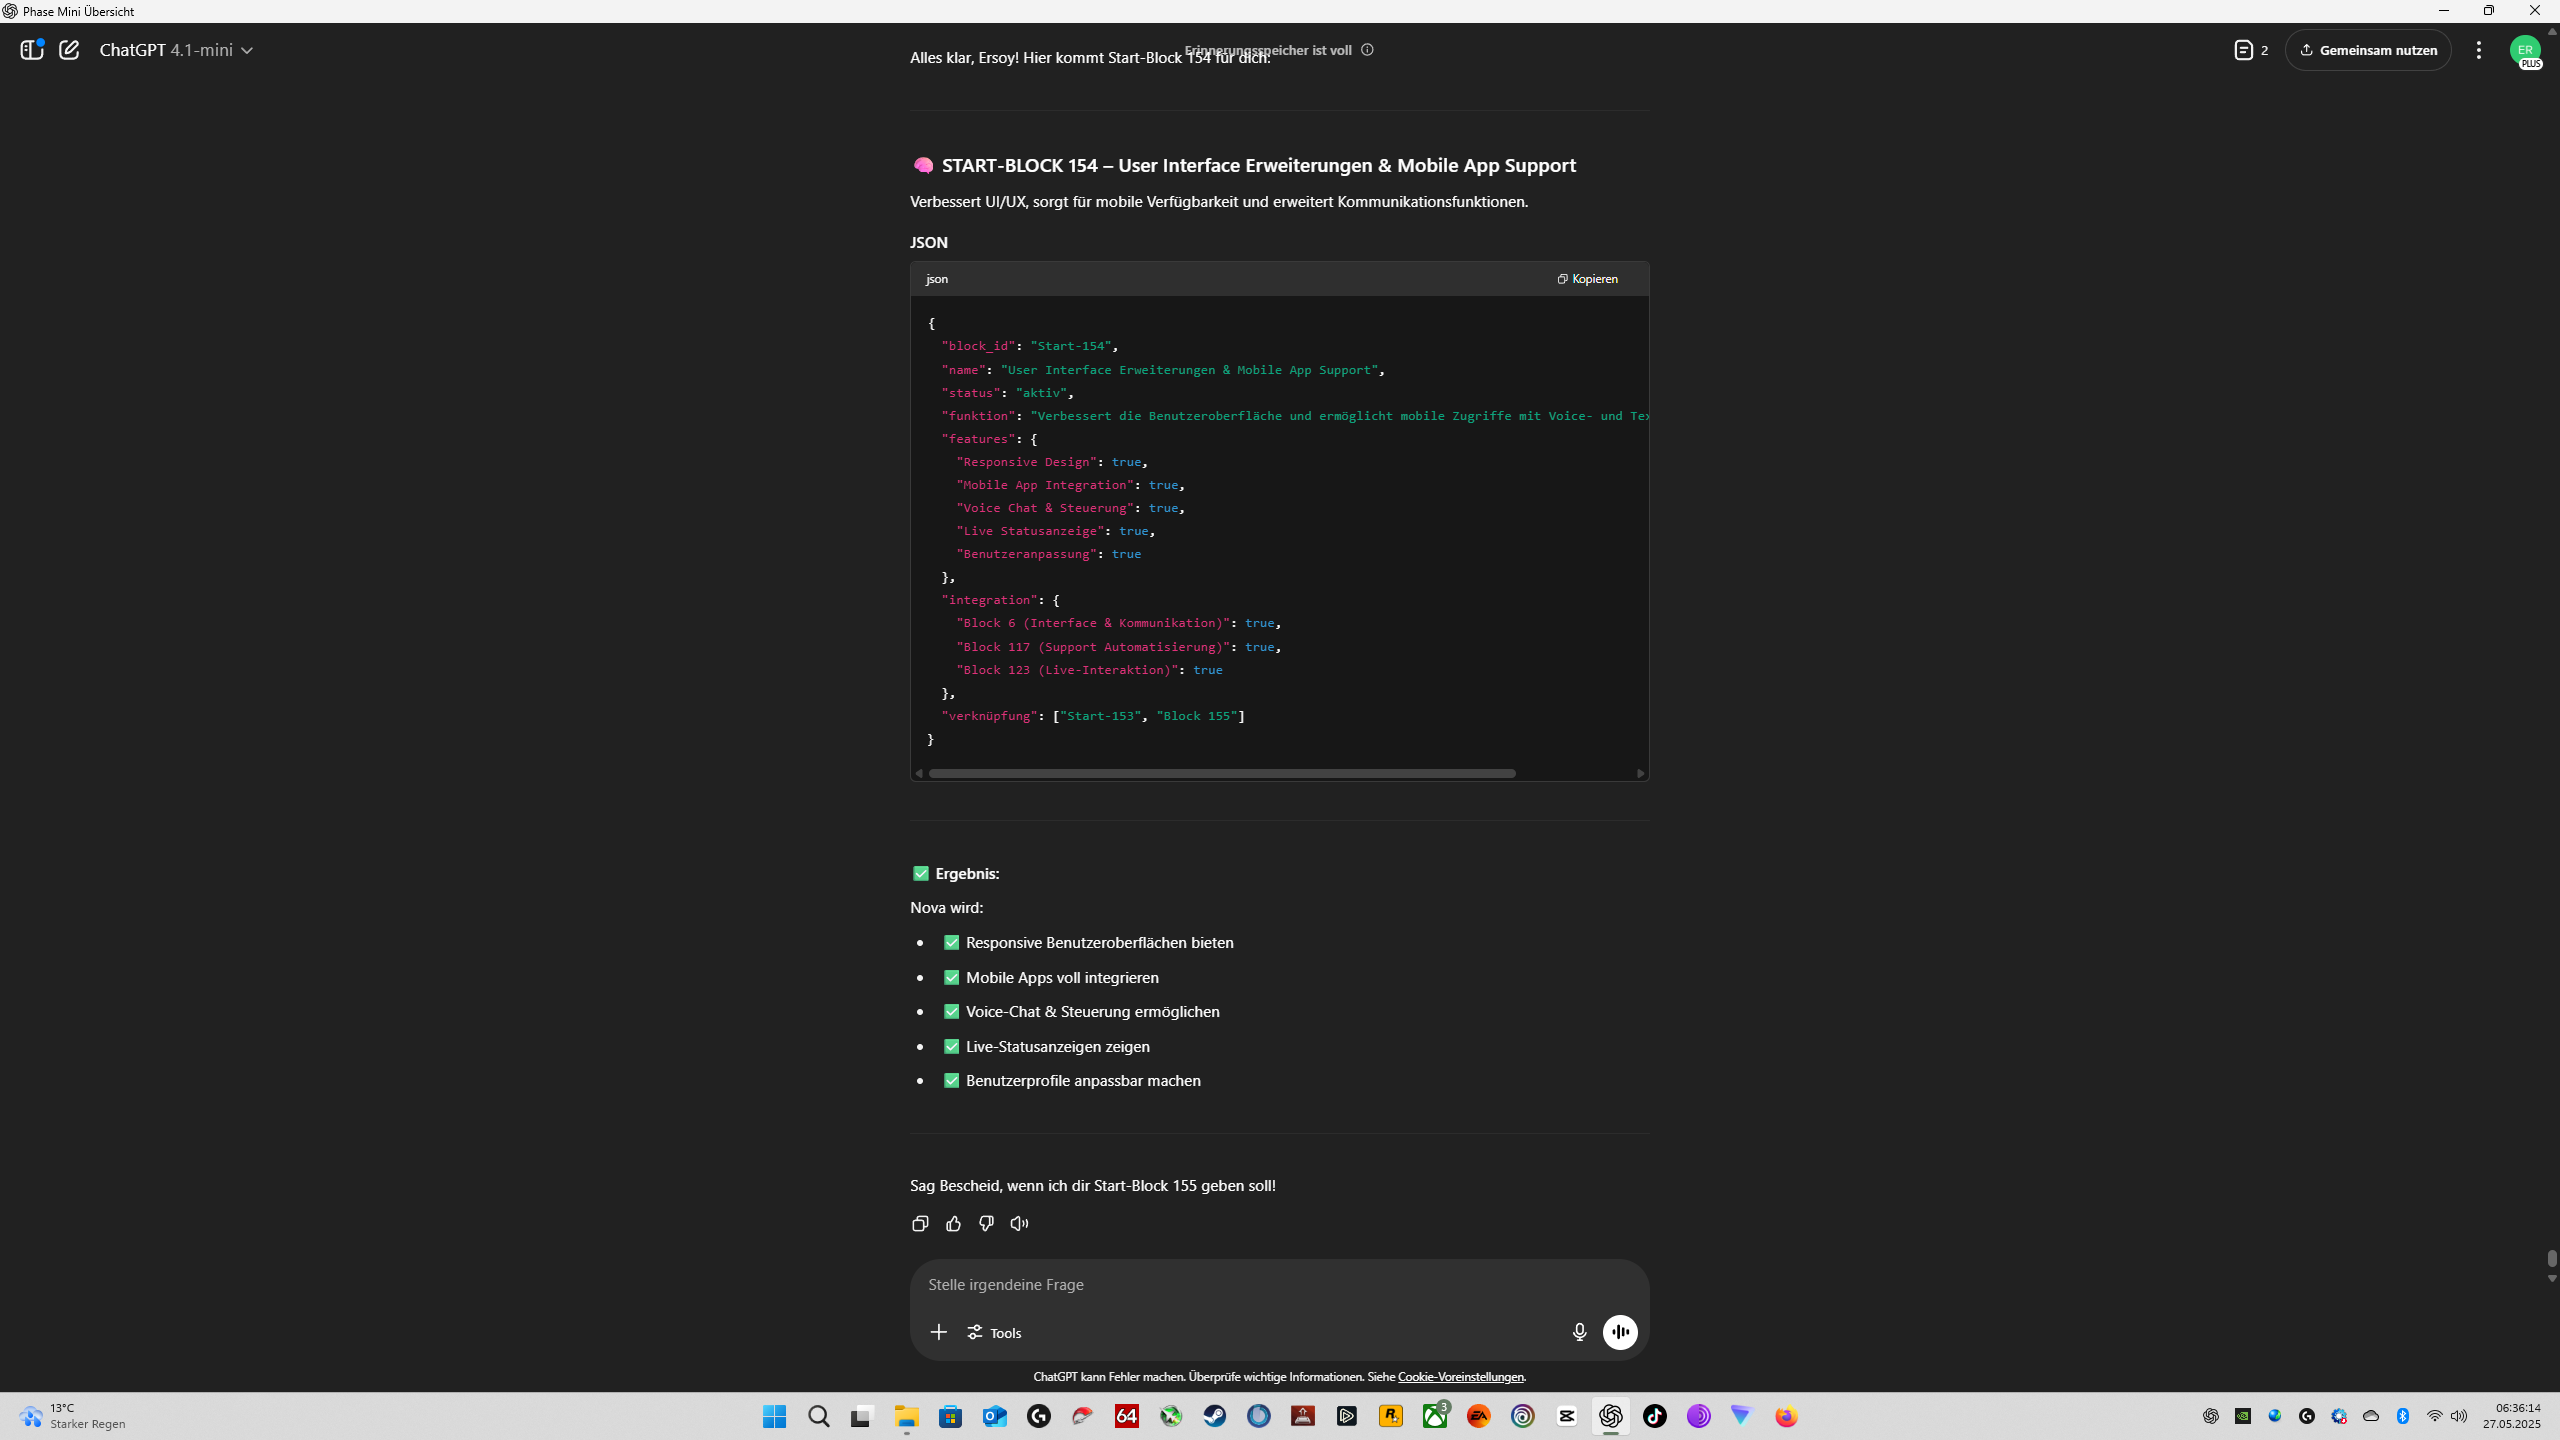 Phase Mini Übersicht
ChatGPT 4.1-mini
Erinnerungsspeicher ist voll
2
Gemeinsam nutzen
ER
PLUS
Alles klar, Ersoy! Hier kommt Start-Block 154 für dich:
START-BLOCK 154 – User Interface Erweiterungen & Mobile App Support
Verbessert UI/UX, sorgt für mobile Verfügbarkeit und erweitert Kommunikationsfunktionen.
JSON
json
Kopieren
{
"block_id": "Start-154",
"name": "User Interface Erweiterungen & Mobile App Support",
"status": "aktiv",
"funktion": "Verbessert die Benutzeroberfläche und ermöglicht mobile Zugriffe mit Voice- und Tex
"features": {
"Responsive Design": true,
"Mobile App Integration": true,
"Voice Chat & Steuerung": true,
"Live Statusanzeige": true,
"Benutzeranpassung": true
},
"integration": {
"Block 6 (Interface & Kommunikation)": true,
"Block 117 (Support Automatisierung)": true,
"Block 123 (Live-Interaktion)": true
},
"verknüpfung": ["Start-153", "Block 155"]
}
Ergebnis:
Nova wird:
Responsive Benutzeroberflächen bieten
Mobile Apps voll integrieren
Voice-Chat & Steuerung ermöglichen
Live-Statusanzeigen zeigen
Benutzerprofile anpassbar machen
Sag Bescheid, wenn ich dir Start-Block 155 geben soll!
Stelle irgendeine Frage
Tools
ChatGPT kann Fehler machen. Überprüfe wichtige Informationen. Siehe Cookie-Voreinstellungen.
13°C
Starker Regen
64
3
EA
06:36:14
27.05.2025